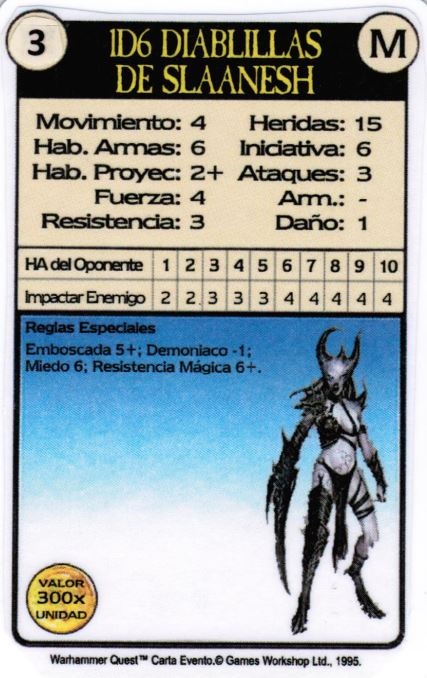 3
1D6 DIABLILLAS
DE SLAANESH
M
Movimiento: 4 Heridas: 15
Hab. Armas: 6 Iniciativa: 6
Hab. Proyec: 2+ Ataques: 3
Fuerza: 4 Arm.: -
Resistencia: 3 Daño: 1
HA del Oponente 1 2 3 4 5 6 7 8 9 10
Impactar Enemigo 2 2 3 3 3 4 4 4 4 4
Reglas Especiales
Emboscada 5+; Demoniaco -1;
Miedo 6; Resistencia Mágica 6+.
VALOR
300x
UNIDAD
Warhammer Quest™ Carta Evento.© Games Workshop Ltd., 1995.